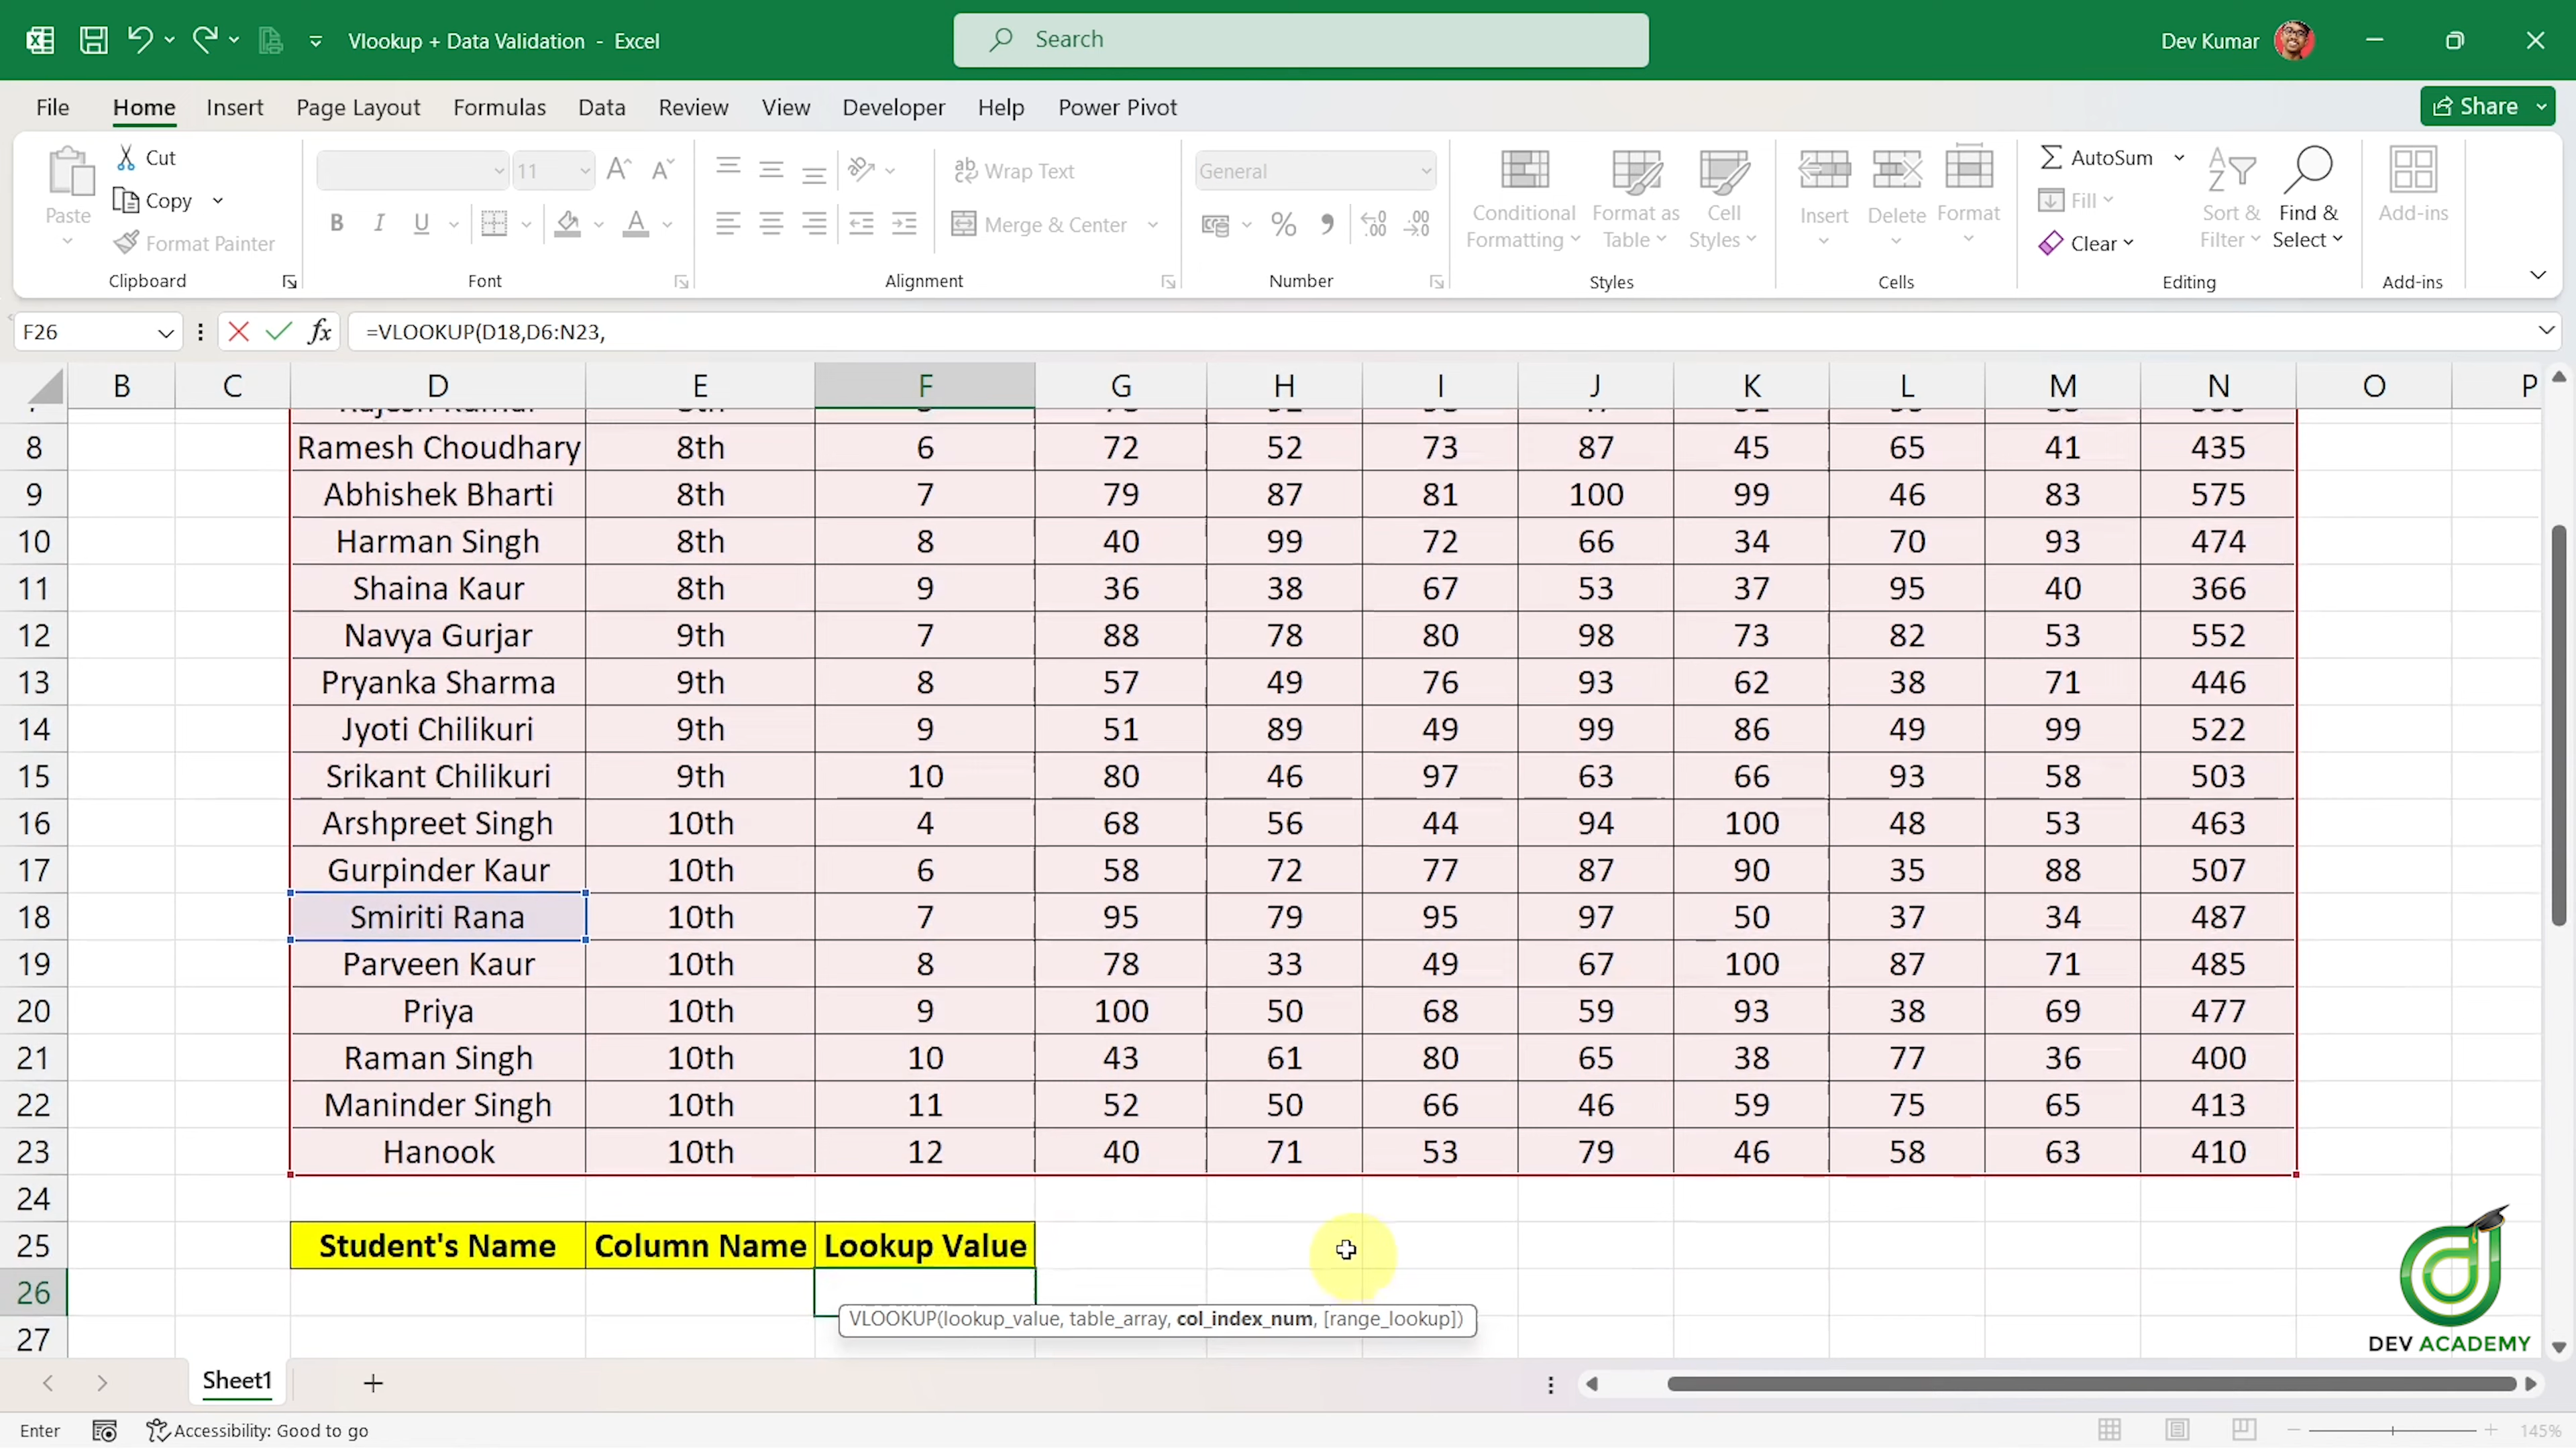 Vlookup + Data Validation - Excel
Search
Dev Kumar
File Home Insert Page Layout Formulas Data Review View Developer Help Power Pivot
Share
Paste
Cut
Copy
Format Painter
Clipboard
11
B I U
Font
Wrap Text
Merge & Center
Alignment
General
Number
Conditional Formatting
Format as Table
Cell Styles
Styles
Insert
Delete
Format
Cells
AutoSum
Fill
Clear
Sort & Filter
Find & Select
Editing
Add-ins
Add-ins
F26 fx =VLOOKUP(D18,D6:N23,
B C D E F G H I J K L M N O P
8 Ramesh Choudhary 8th 6 72 52 73 87 45 65 41 435
9 Abhishek Bharti 8th 7 79 87 81 100 99 46 83 575
10 Harman Singh 8th 8 40 99 72 66 34 70 93 474
11 Shaina Kaur 8th 9 36 38 67 53 37 95 40 366
12 Navya Gurjar 9th 7 88 78 80 98 73 82 53 552
13 Pryanka Sharma 9th 8 57 49 76 93 62 38 71 446
14 Jyoti Chilikuri 9th 9 51 89 49 99 86 49 99 522
15 Srikant Chilikuri 9th 10 80 46 97 63 66 93 58 503
16 Arshpreet Singh 10th 4 68 56 44 94 100 48 53 463
17 Gurpinder Kaur 10th 6 58 72 77 87 90 35 88 507
18 Smiriti Rana 10th 7 95 79 95 97 50 37 34 487
19 Parveen Kaur 10th 8 78 33 49 67 100 87 71 485
20 Priya 10th 9 100 50 68 59 93 38 69 477
21 Raman Singh 10th 10 43 61 80 65 38 77 36 400
22 Maninder Singh 10th 11 52 50 66 46 59 75 65 413
23 Hanook 10th 12 40 71 53 79 46 58 63 410
24
25 Student's Name Column Name Lookup Value
26
VLOOKUP(lookup_value, table_array, col_index_num, [range_lookup])
27
DEV ACADEMY
Sheet1
Enter
Accessibility: Good to go
145%